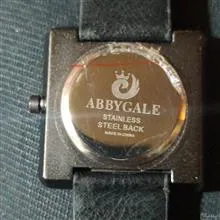 ABBYGALE
STAINLESS
STEEL BACK
MADE IN CHINA